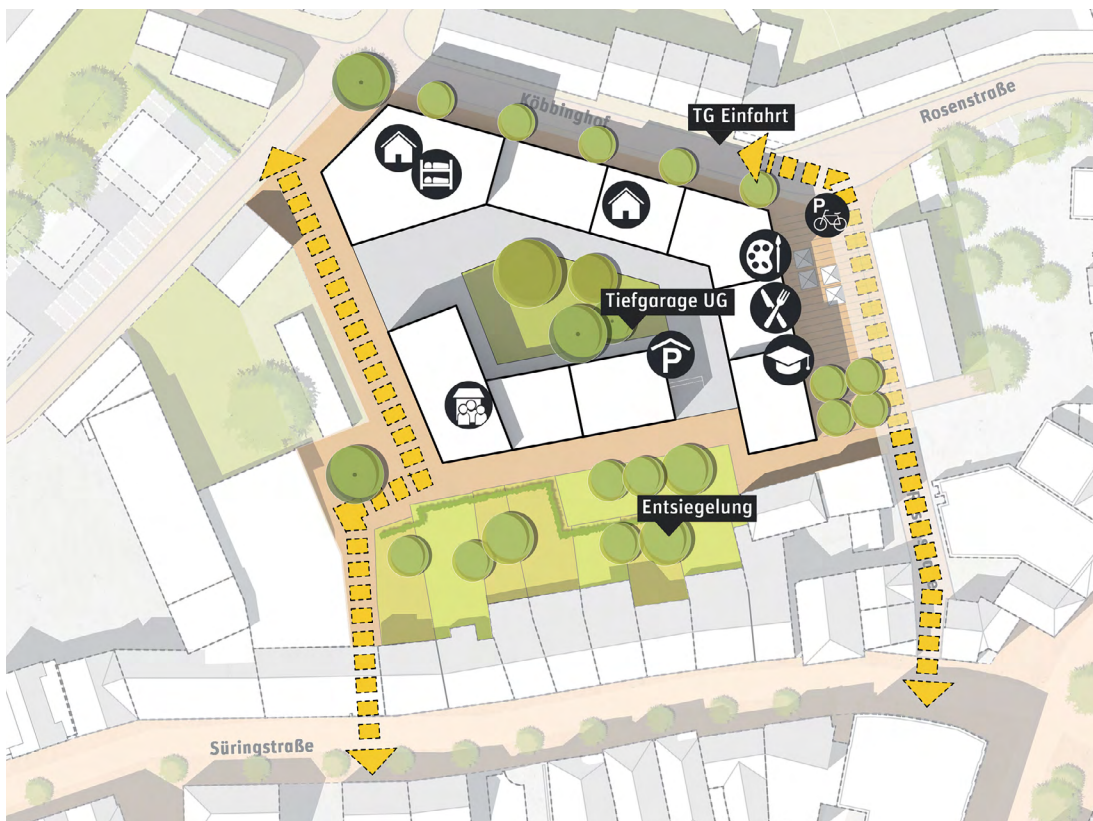 Köbbinghof
Rosenstraße
TG Einfahrt
P
Tiefgarage UG
P
Entsiegelung
Süringstraße